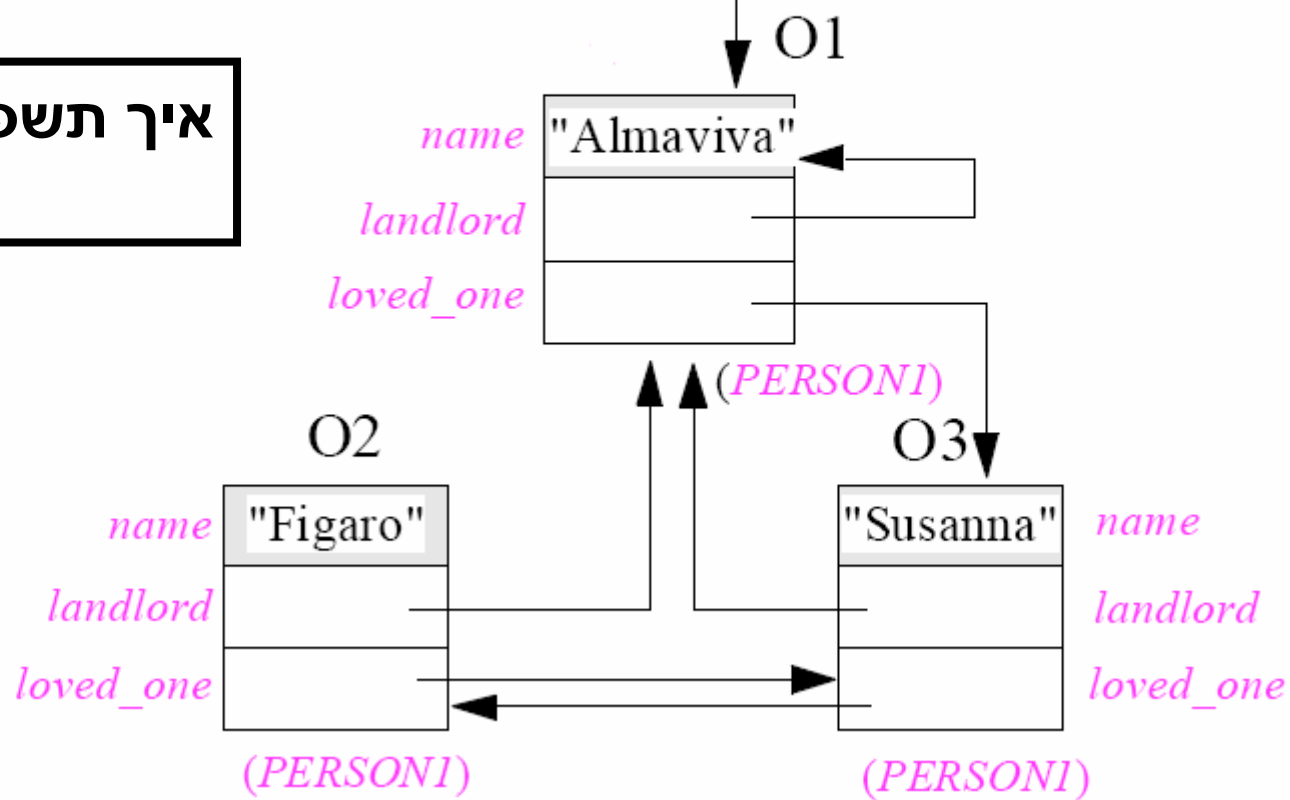 O1
איך
name "Almaviva"
landlord
loved_one
(PERSON1)
O2
O3
name "Figaro"
"Susanna" name
landlord
landlord
loved_one
loved_one
(PERSON1)
(PERSON1)